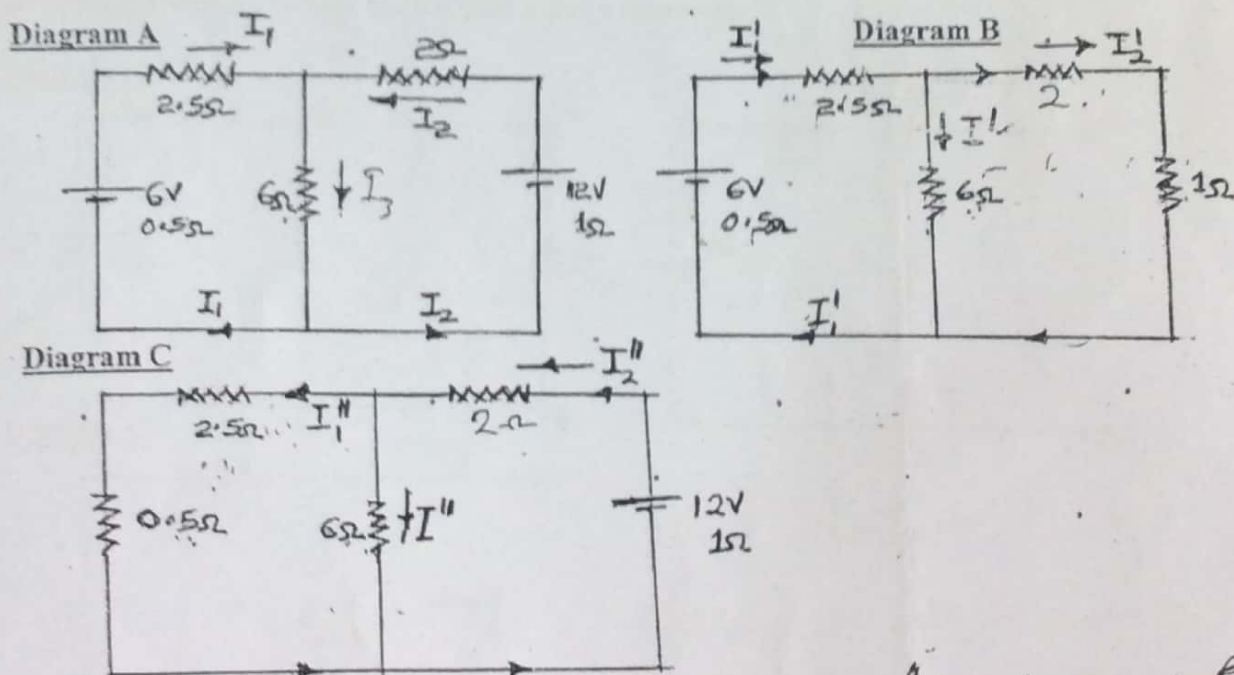 Diagram A
I₁
2Ω
2.5Ω
I₂
6V
0.5Ω
6Ω
I₃
12V
1Ω
I₁
I₂
Diagram B
I₁'
I₂'
2.5Ω
2
I'
6V
0.5Ω
6Ω
1Ω
I₁'
Diagram C
I₂"
2.5Ω
I₁"
2Ω
0.5Ω
6Ω
I"
12V
1Ω